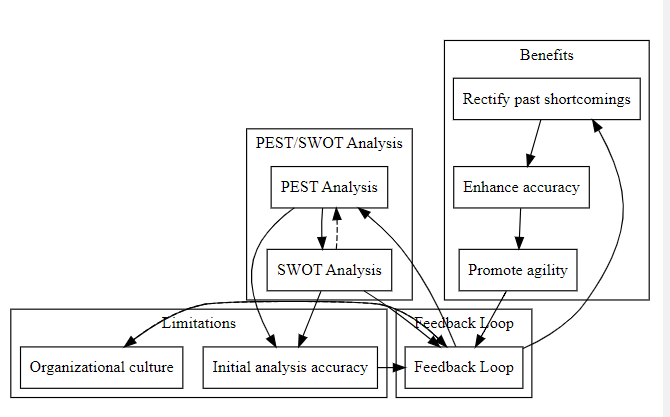 Benefits
Rectify past shortcomings
PEST/SWOT Analysis
PEST Analysis
Enhance accuracy
SWOT Analysis
Promote agility
Limitations
Feedback Loop
Organizational culture
Initial analysis accuracy
Feedback Loop